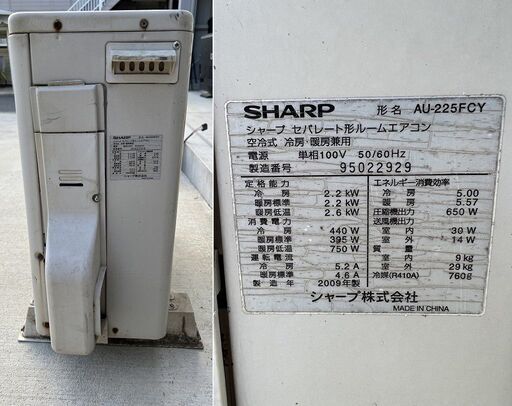 SHARP
SHARP 形名 AU-225FCY
シャープ セパレート形ルームエアコン
空冷式 冷房・暖房兼用
電源 単相100V 50/60Hz
製造番号 95022929
定格能力
冷房 2.2 kW
暖房標準 2.2 kW
暖房低温 2.6 kW
消費電力
冷房 440 W
暖房標準 395 W
暖房低温 750 W
運転電流
冷房 5.2 A
暖房標準 4.6 A
製造年 2009年製
エネルギー消費効率
冷房 5.00
暖房 5.57
圧縮機出力 650 W
送風機出力
室内 30 W
室外 14 W
質量
室内 9 kg
室外 29 kg
冷媒(R410A) 760g
シャープ株式会社
MADE IN CHINA